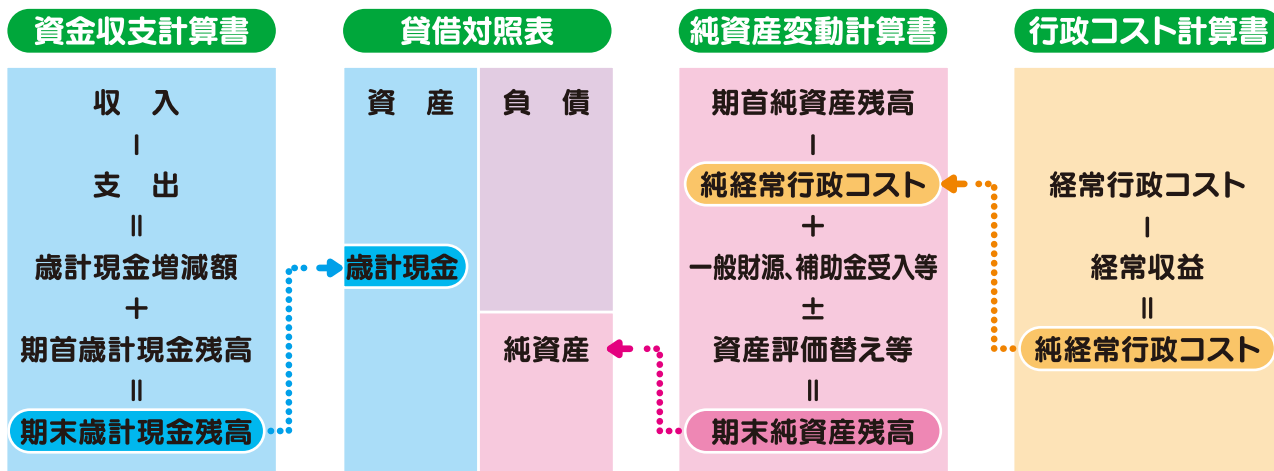 資金収支計算書
収　入
－
支　出
＝
歳計現金増減額
＋
期首歳計現金残高
＝
期末歳計現金残高
貸借対照表
資　産
歳計現金
負　債
純資産
純資産変動計算書
期首純資産残高
－
純経常行政コスト
＋
一般財源、補助金受入等
±
資産評価替え等
＝
期末純資産残高
行政コスト計算書
経常行政コスト
－
経常収益
＝
純経常行政コスト